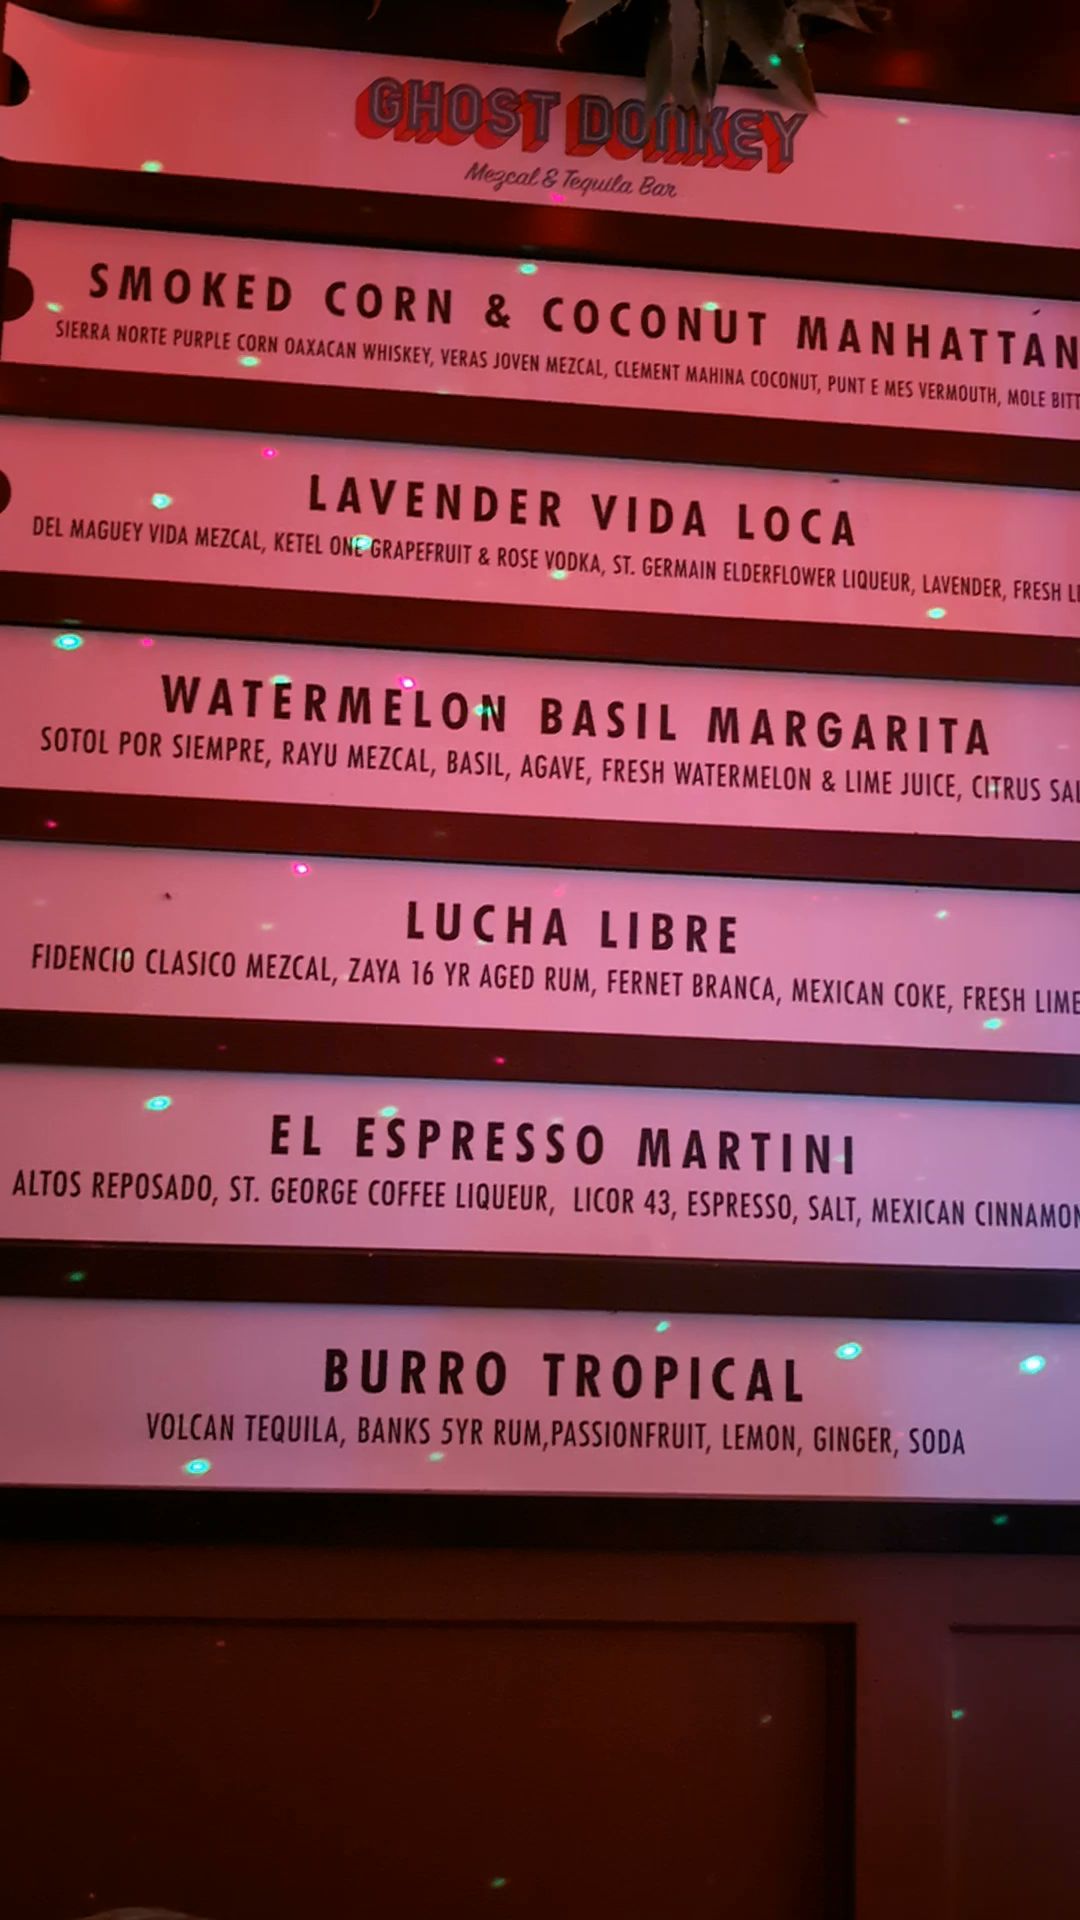 GHOST DONKEY
Mezcal & Tequila Bar
SMOKED CORN & COCONUT MANHATTAN
SIERRA NORTE PURPLE CORN OAXACAN WHISKEY, VERAS JOVEN MEZCAL, CLEMENT MAHINA COCONUT, PUNT E MES VERMOUTH, MOLE BITT
LAVENDER VIDA LOCA
DEL MAGUEY VIDA MEZCAL, KETEL ONE GRAPEFRUIT & ROSE VODKA, ST. GERMAIN ELDERFLOWER LIQUEUR, LAVENDER, FRESH LI
WATERMELON BASIL MARGARITA
SOTOL POR SIEMPRE, RAYU MEZCAL, BASIL, AGAVE, FRESH WATERMELON & LIME JUICE, CITRUS SAL
LUCHA LIBRE
FIDENCIO CLASICO MEZCAL, ZAYA 16 YR AGED RUM, FERNET BRANCA, MEXICAN COKE, FRESH LIME
EL ESPRESSO MARTINI
ALTOS REPOSADO, ST. GEORGE COFFEE LIQUEUR, LICOR 43, ESPRESSO, SALT, MEXICAN CINNAMON
BURRO TROPICAL
VOLCAN TEQUILA, BANKS 5YR RUM,PASSIONFRUIT, LEMON, GINGER, SODA